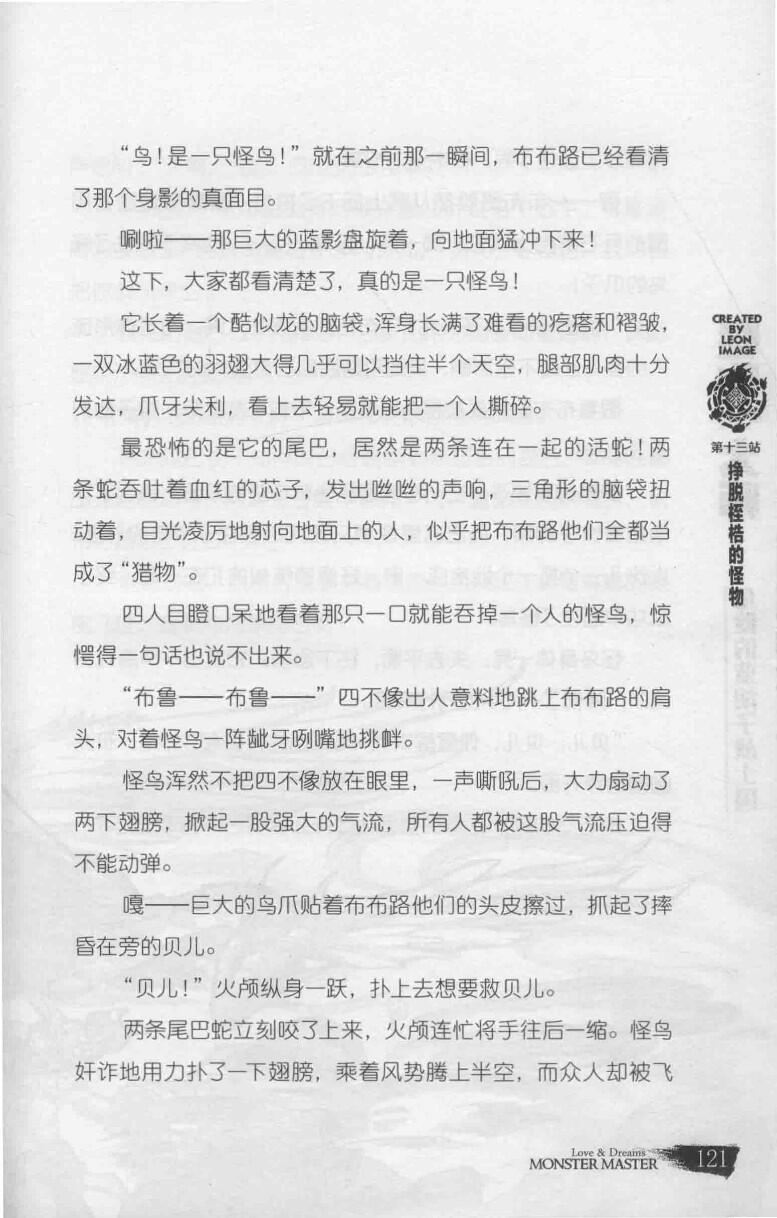 “鸟！是一只怪鸟！”就在之前那一瞬间，布布路已经看清
了那个身影的真面目。
唰啦——那巨大的蓝影盘旋着，向地面猛冲下来！
这下，大家都看清楚了，真的是一只怪鸟！
它长着一个酷似龙的脑袋，浑身长满了难看的疙瘩和褶皱，
一双冰蓝色的羽翅大得几乎可以挡住半个天空，腿部肌肉十分
发达，爪牙尖利，看上去轻易就能把一个人撕碎。
最恐怖的是它的尾巴，居然是两条连在一起的活蛇！两
条蛇吞吐着血红的芯子，发出咝咝的声响，三角形的脑袋扭
动着，目光凌厉地射向地面上的人，似乎把布布路他们全都当
成了“猎物”。
四人目瞪口呆地看着那只一口就能吞掉一个人的怪鸟，惊
愕得一句话也说不出来。
“布鲁——布鲁——”四不像出人意料地跳上布布路的肩
头，对着怪鸟一阵龇牙咧嘴地挑衅。
怪鸟浑然不把四不像放在眼里，一声嘶吼后，大力扇动了
两下翅膀，掀起一股强大的气流，所有人都被这股气流压迫得
不能动弹。
嘎——巨大的鸟爪贴着布布路他们的头皮擦过，抓起了摔
昏在旁的贝儿。
“贝儿！”火颅纵身一跃，扑上去想要救贝儿。
两条尾巴蛇立刻咬了上来，火颅连忙将手往后一缩。怪鸟
奸诈地用力扑了一下翅膀，乘着风势腾上半空，而众人却被飞
CREATED
BY
LEON
IMAGE
第十三站
挣脱桎梏的怪物
Love & Dreams
MONSTER MASTER
121